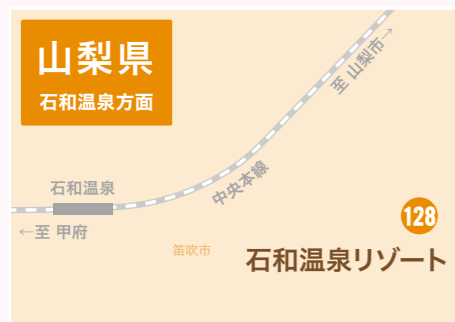 山梨県
石和温泉方面
至 山梨市→
石和温泉
中央本線
←至 甲府
128
笛吹市
石和温泉リゾート